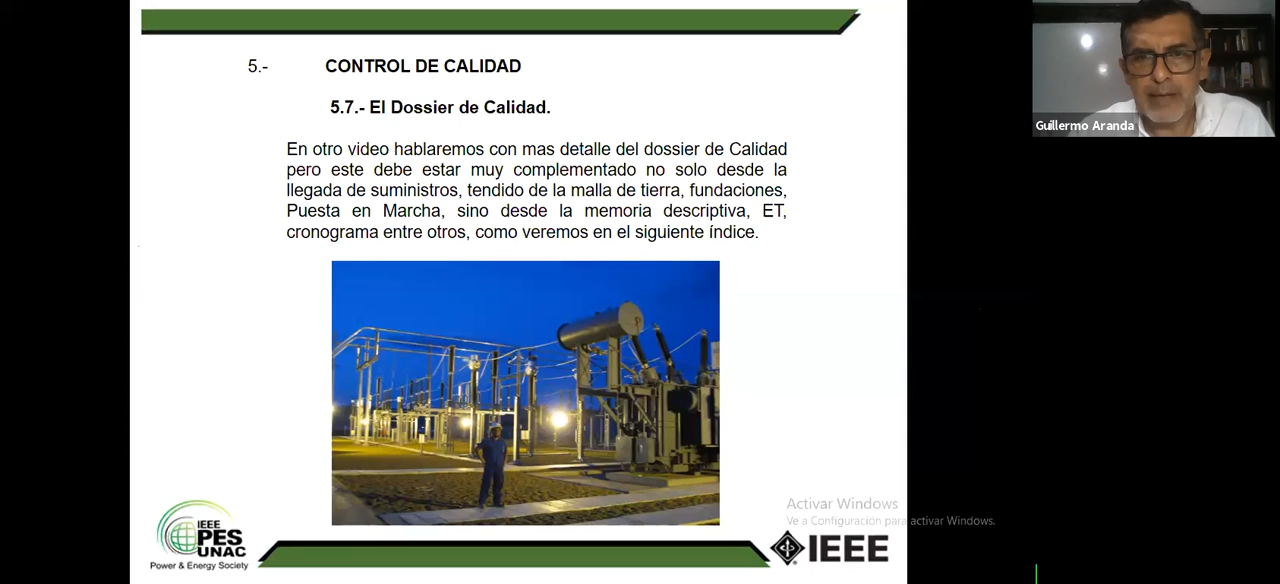 5.- CONTROL DE CALIDAD
5.7.- El Dossier de Calidad.
En otro video hablaremos con mas detalle del dossier de Calidad
pero este debe estar muy complementado no solo desde la
llegada de suministros, tendido de la malla de tierra, fundaciones,
Puesta en Marcha, sino desde la memoria descriptiva, ET,
cronograma entre otros, como veremos en el siguiente índice.
Guillermo Aranda
Activar Windows
Ve a Configuración para activar Windows.
IEEE
PES
UNAC
Power & Energy Society
IEEE